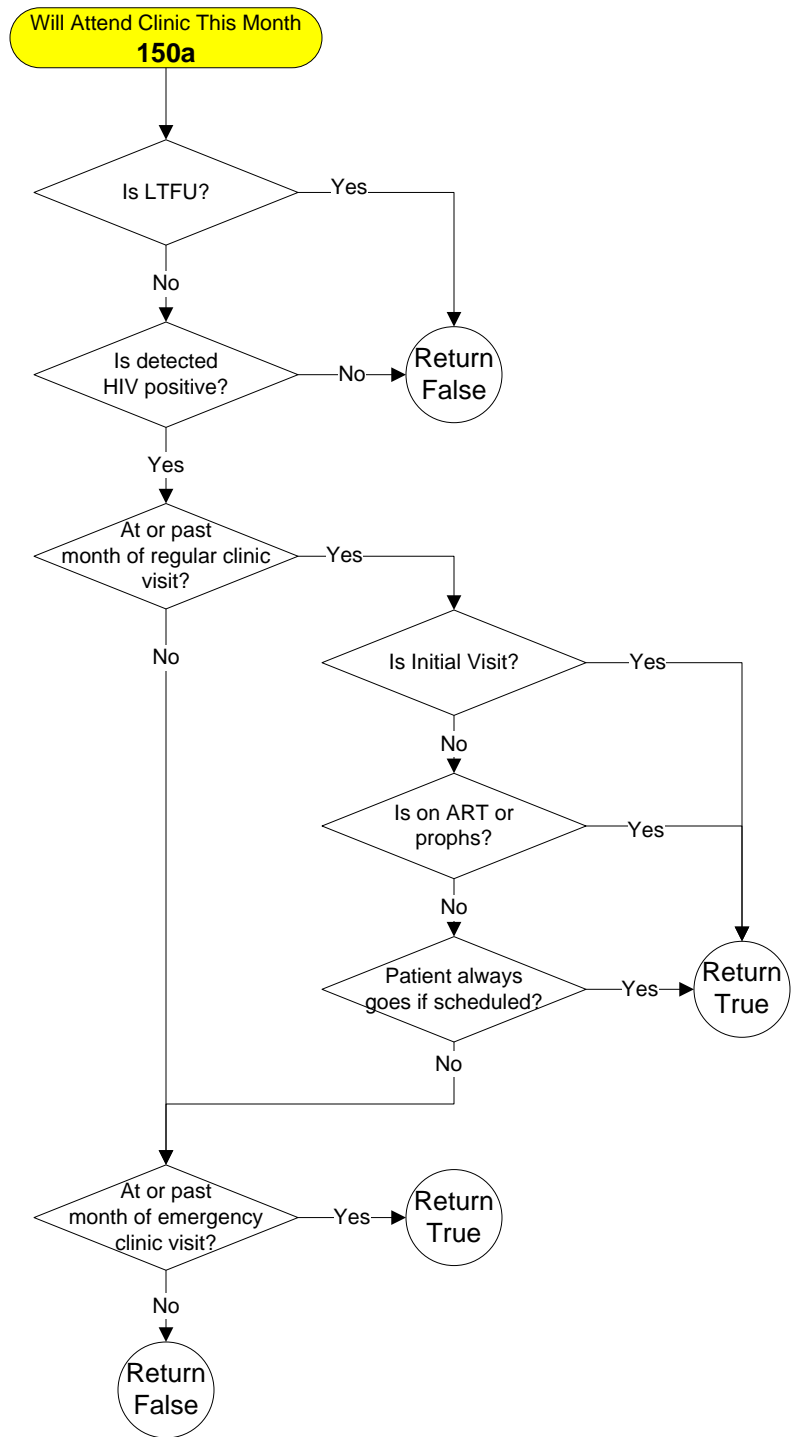 Will Attend Clinic This Month
150a
Is LTFU?
Yes
No
Is detected
HIV positive?
No
Return
False
Yes
At or past
month of regular clinic
visit?
Yes
No
Is Initial Visit?
Yes
No
Is on ART or
prophs?
Yes
No
Patient always
goes if scheduled?
Yes
Return
True
No
At or past
month of emergency
clinic visit?
Yes
Return
True
No
Return
False